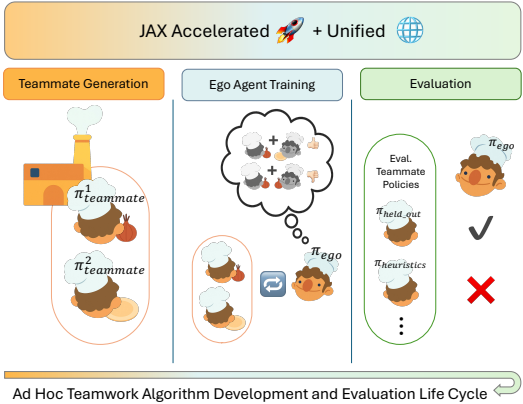 JAX Accelerated 🚀 + Unified 🌐
Teammate Generation
Ego Agent Training
Evaluation
π¹teammate
π²teammate
+
+
πego
Eval.
Teammate
Policies
πheld_out
πheuristics
⋮
πego
Ad Hoc Teamwork Algorithm Development and Evaluation Life Cycle